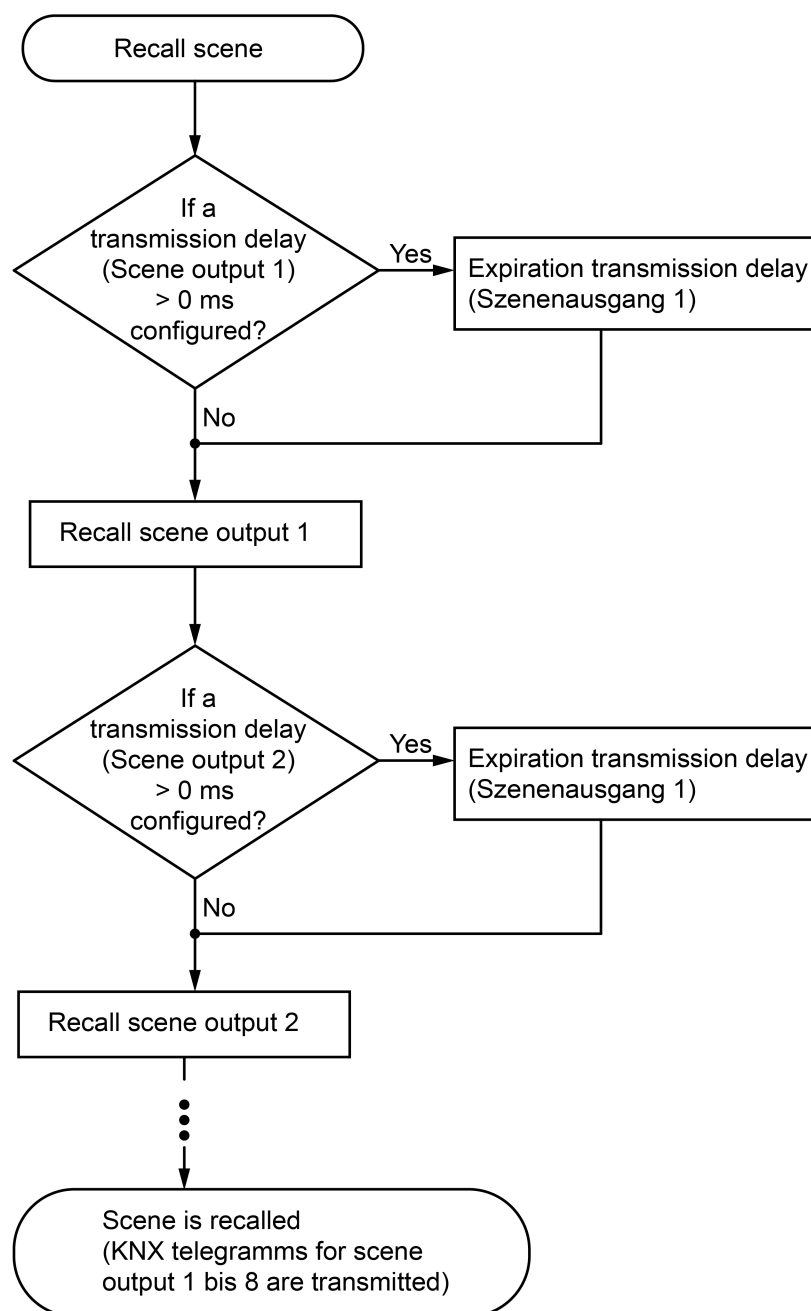 Recall scene
If a
transmission delay
(Scene output 1)
> 0 ms
configured?
Yes
Expiration transmission delay
(Szenenausgang 1)
No
Recall scene output 1
If a
transmission delay
(Scene output 2)
> 0 ms
configured?
Yes
Expiration transmission delay
(Szenenausgang 1)
No
Recall scene output 2
Scene is recalled
(KNX telegramms for scene
output 1 bis 8 are transmitted)